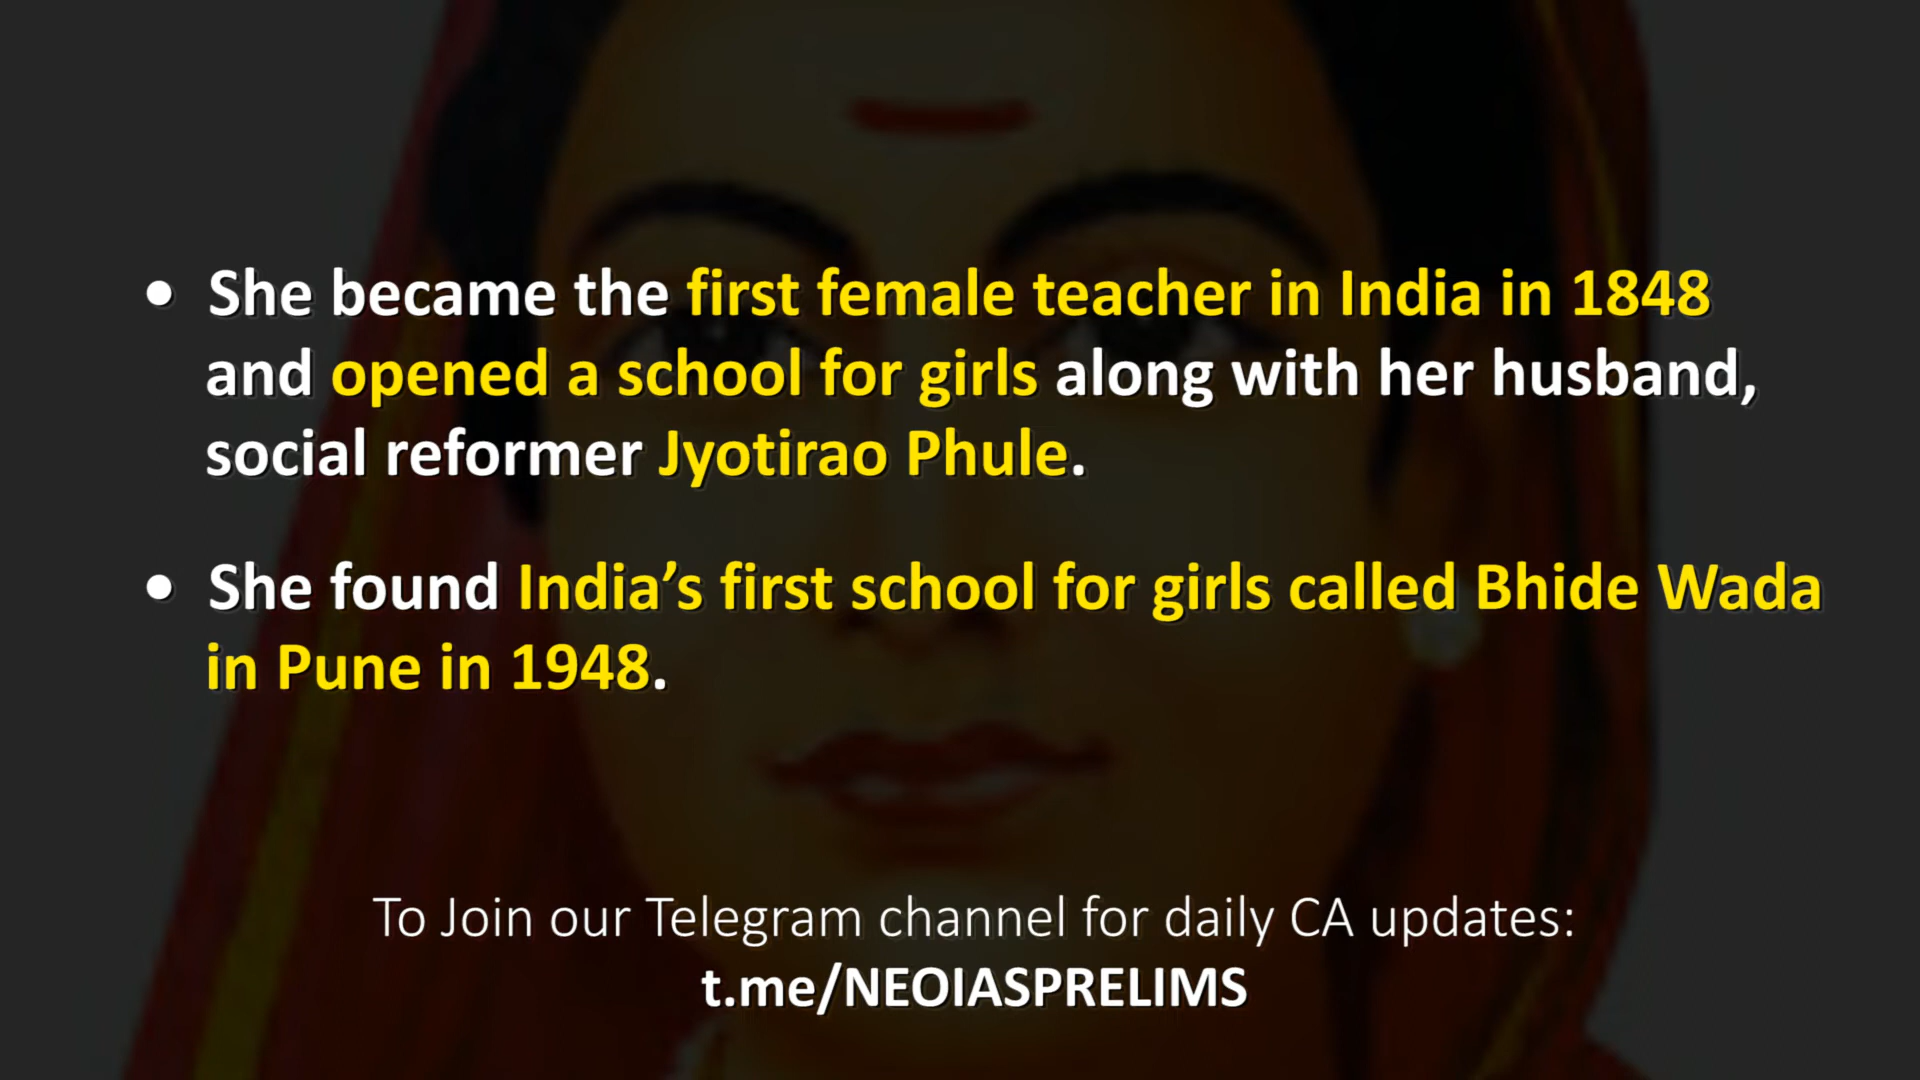 • She became the first female teacher in India in 1848
and opened a school for girls along with her husband,
social reformer Jyotirao Phule.
• She found India’s first school for girls called Bhide Wada
in Pune in 1948.
To Join our Telegram channel for daily CA updates:
t.me/NEOIASPRELIMS